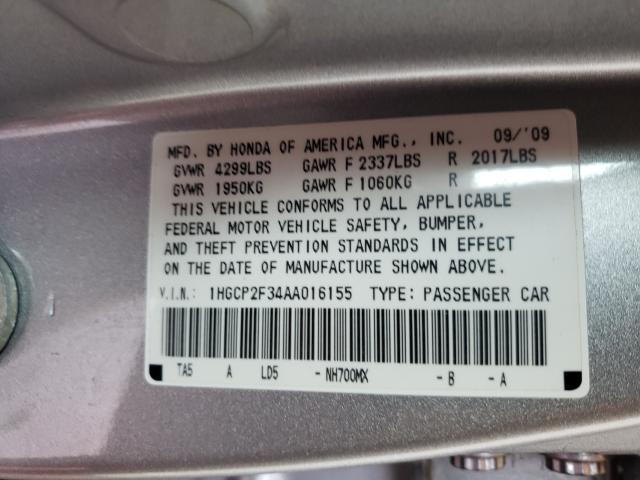 MFD. BY HONDA OF AMERICA MFG., INC. 09/'09
GVWR 4299LBS GAWR F 2337LBS R 2017LBS
GVWR 1950KG GAWR F 1060KG R
THIS VEHICLE CONFORMS TO ALL APPLICABLE
FEDERAL MOTOR VEHICLE SAFETY, BUMPER,
AND THEFT PREVENTION STANDARDS IN EFFECT
ON THE DATE OF MANUFACTURE SHOWN ABOVE.
V.I.N.: 1HGCP2F34AA016155 TYPE: PASSENGER CAR
TA5 A LD5 -NH700MX -B -A